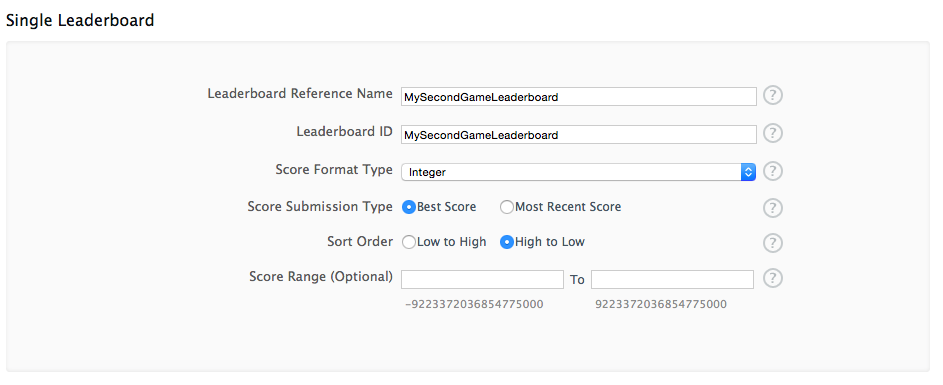 Single Leaderboard
Leaderboard Reference Name MySecondGameLeaderboard ?
Leaderboard ID MySecondGameLeaderboard ?
Score Format Type Integer ?
Score Submission Type Best Score Most Recent Score ?
Sort Order Low to High High to Low ?
Score Range (Optional) To ?
-9223372036854775000 9223372036854775000